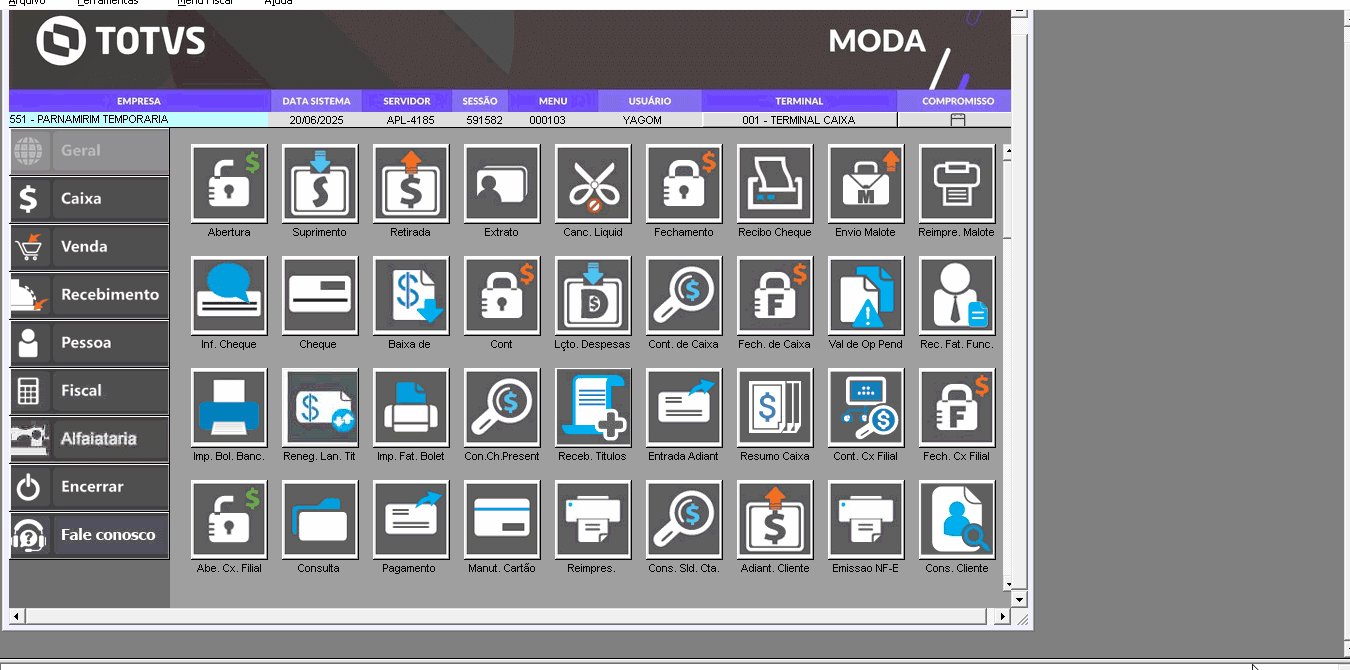 Arquivo Ferramentas Menu Fiscal Ajuda
TOTVS
MODA
EMPRESA DATA SISTEMA SERVIDOR SESSÃO MENU USUÁRIO TERMINAL COMPROMISSO
551 - PARNAMIRIM TEMPORARIA 20/06/2025 APL-4185 591582 000103 YAGOM 001 - TERMINAL CAIXA
Geral
Caixa
Venda
Recebimento
Pessoa
Fiscal
Alfaiataria
Encerrar
Fale conosco
Abertura Suprimento Retirada Extrato Canc. Liquid Fechamento Recibo Cheque Envio Malote Reimpre. Malote
Inf. Cheque Cheque Baixa de Cont Lçto. Despesas Cont. de Caixa Fech. de Caixa Val de Op Pend Rec. Fat. Func.
Imp. Bol. Banc. Reneg. Lan. Tit Imp. Fat. Bolet Con.Ch.Present Receb. Titulos Entrada Adiant Resumo Caixa Cont. Cx Filial Fech. Cx Filial
Abe. Cx. Filial Consulta Pagamento Manut. Cartão Reimpres. Cons. Sld. Cta. Adiant. Cliente Emissao NF-E Cons. Cliente